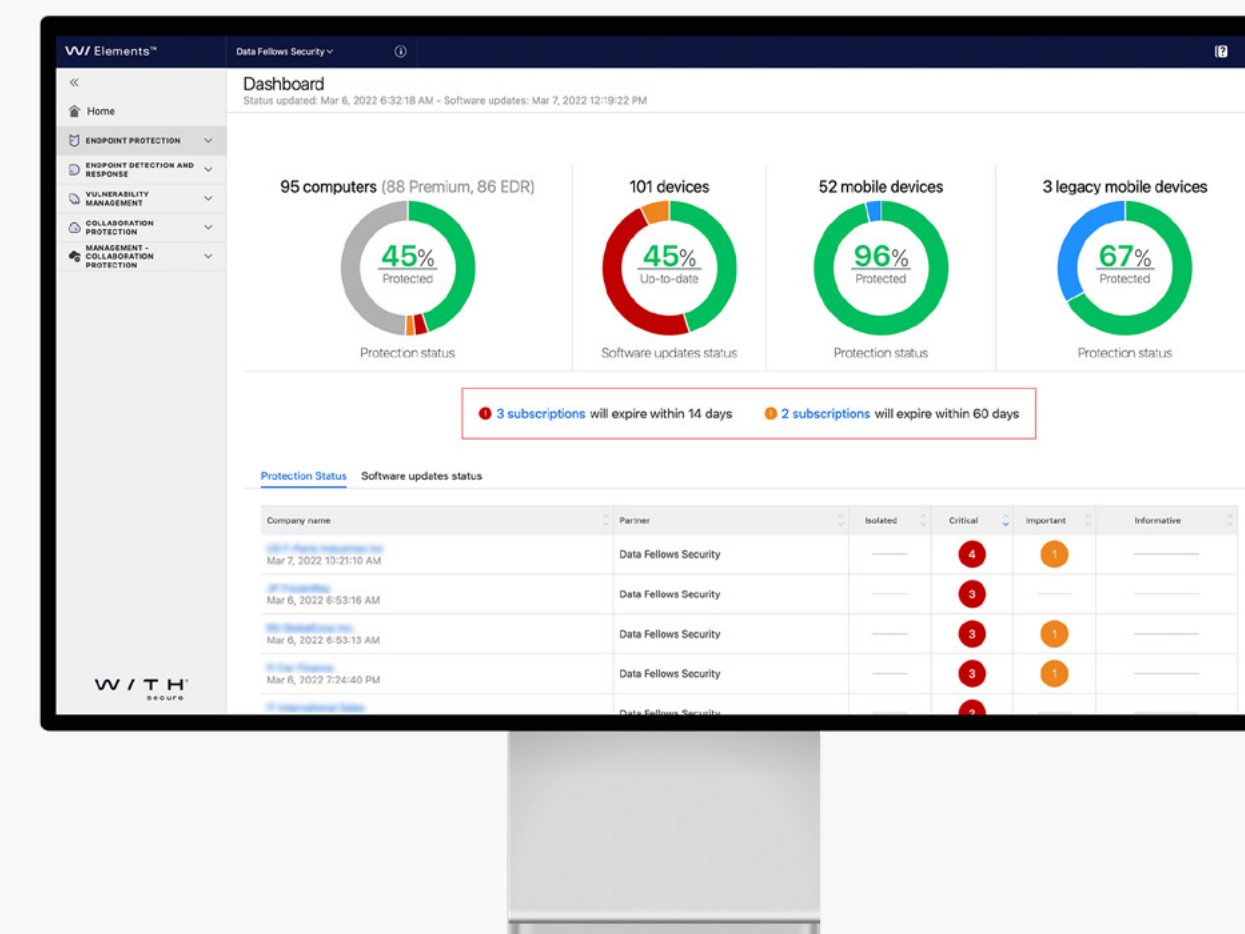 W/ Elements™
Data Fellows Security
Dashboard
Status updated: Mar 6, 2022 6:32:18 AM - Software updates: Mar 7, 2022 12:19:22 PM
Home
ENDPOINT PROTECTION
ENDPOINT DETECTION AND
RESPONSE
VULNERABILITY
MANAGEMENT
COLLABORATION
PROTECTION
MANAGEMENT -
COLLABORATION
PROTECTION
95 computers (88 Premium, 86 EDR)
45%
Protected
Protection status
101 devices
45%
Up-to-date
Software updates status
52 mobile devices
96%
Protected
Protection status
3 legacy mobile devices
67%
Protected
Protection status
3 subscriptions will expire within 14 days
2 subscriptions will expire within 60 days
Protection Status Software updates status
Company name Partner Isolated Critical Important Informative
Mar 7, 2022 10:21:10 AM Data Fellows Security 4 1
Mar 6, 2022 6:53:16 AM Data Fellows Security 3
Mar 6, 2022 6:53:13 AM Data Fellows Security 3 1
Mar 6, 2022 7:24:40 PM Data Fellows Security 3 1
Data Fellows Security 2
W / T H
secure